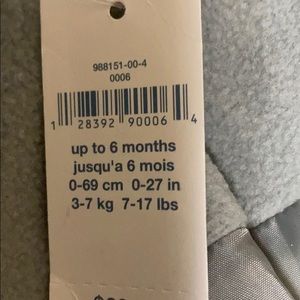 988151-00-4
0006
1 28392 90006 4
up to 6 months
jusqu'a 6 mois
0-69 cm 0-27 in
3-7 kg 7-17 lbs